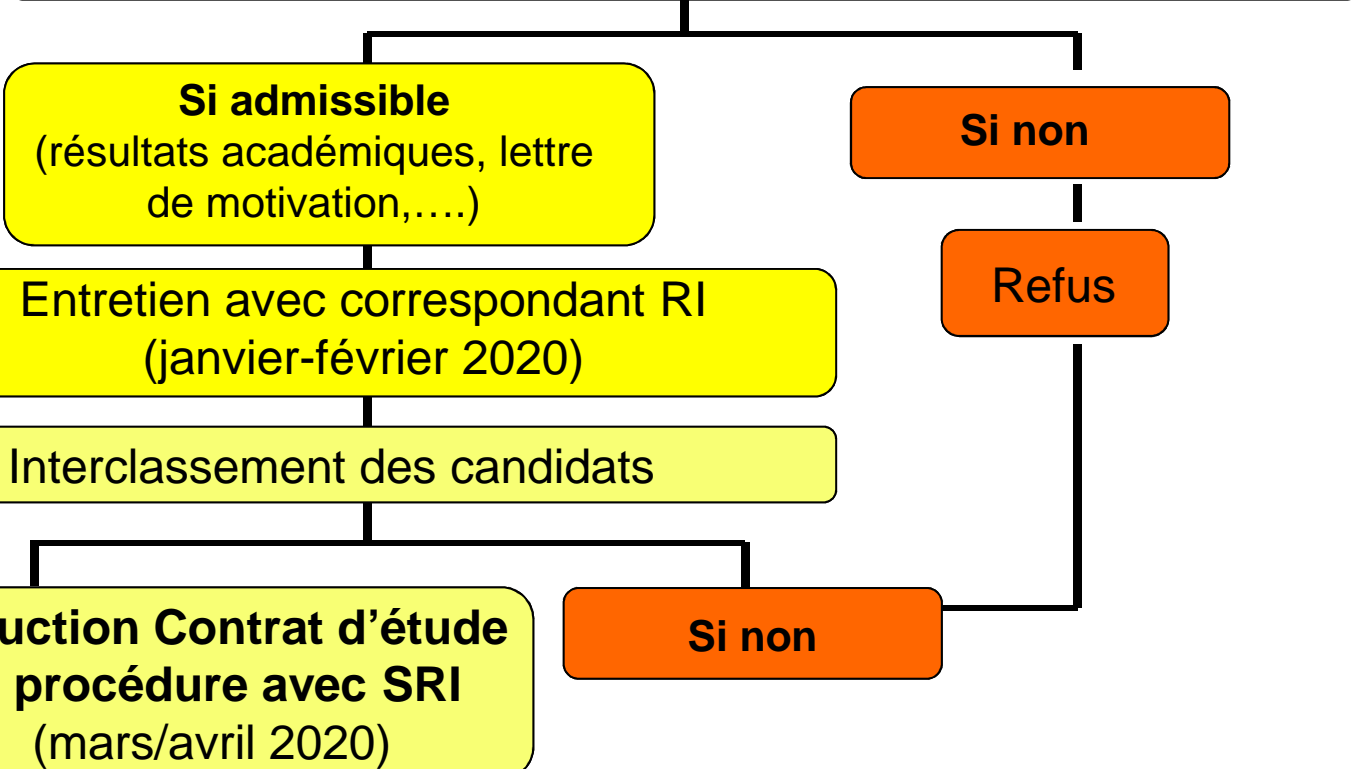 Si admissible
(résultats académiques, lettre
de motivation,….)
Si non
Entretien avec correspondant RI
(janvier-février 2020)
Refus
Interclassement des candidats
Contrat d’étude
procédure avec SRI
(mars/avril 2020)
Si non